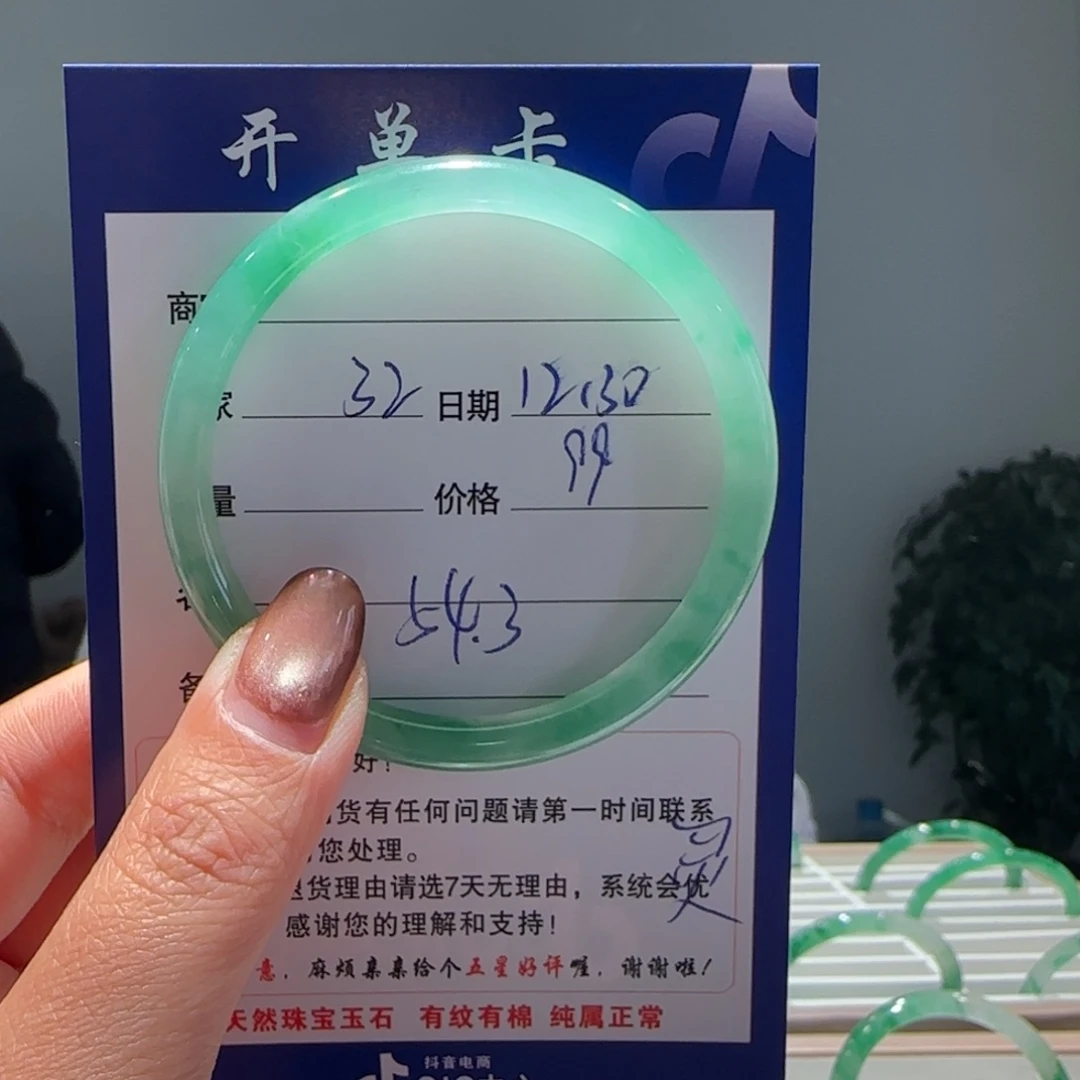 开单卡
商
家 32 日期 12.30
量 价格 99
54.3
备
好!
货有任何问题请第一时间联系
您处理。
退货理由请选7天无理由,系统会优
感谢您的理解和支持!
意,麻烦亲亲给个五星好评喔,谢谢啦!
天然珠宝玉石 有纹有棉 纯属正常
抖音电商